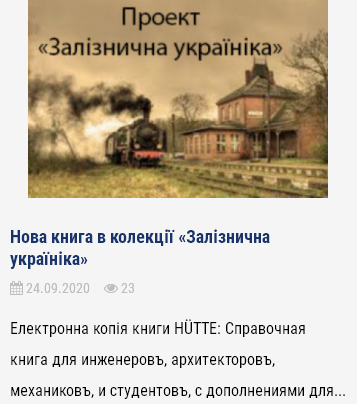 Проект
«Залізнична україніка»
Нова книга в колекції «Залізнична
україніка»
24.09.2020 23
Електронна копія книги HÜTTE: Справочная
книга для инженеровъ, архитекторовъ,
механиковъ, и студентовъ, с дополнениями для...